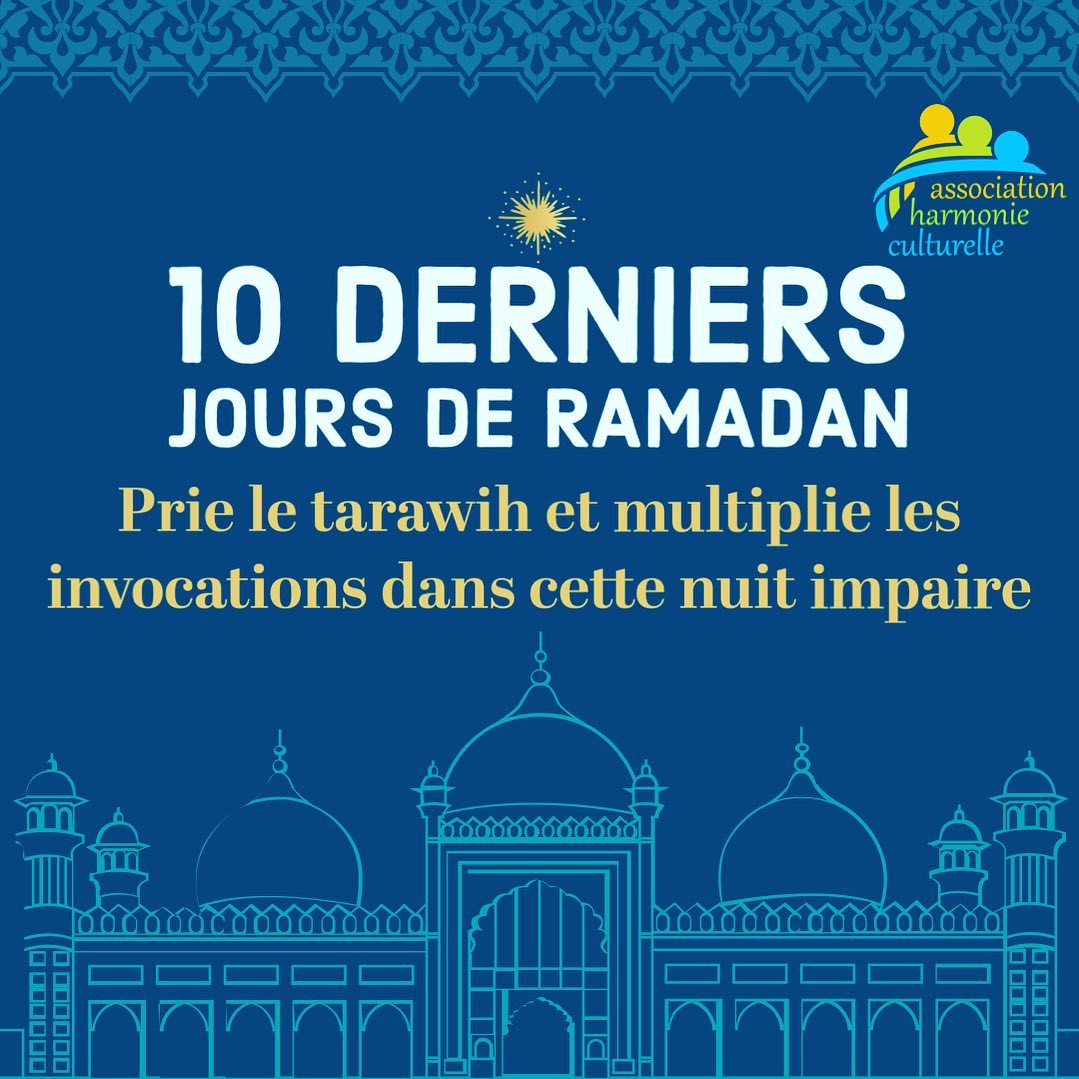 association
harmonie
culturelle
10 DERNIERS
JOURS DE RAMADAN
Prie le tarawih et multiplie les
invocations dans cette nuit impaire